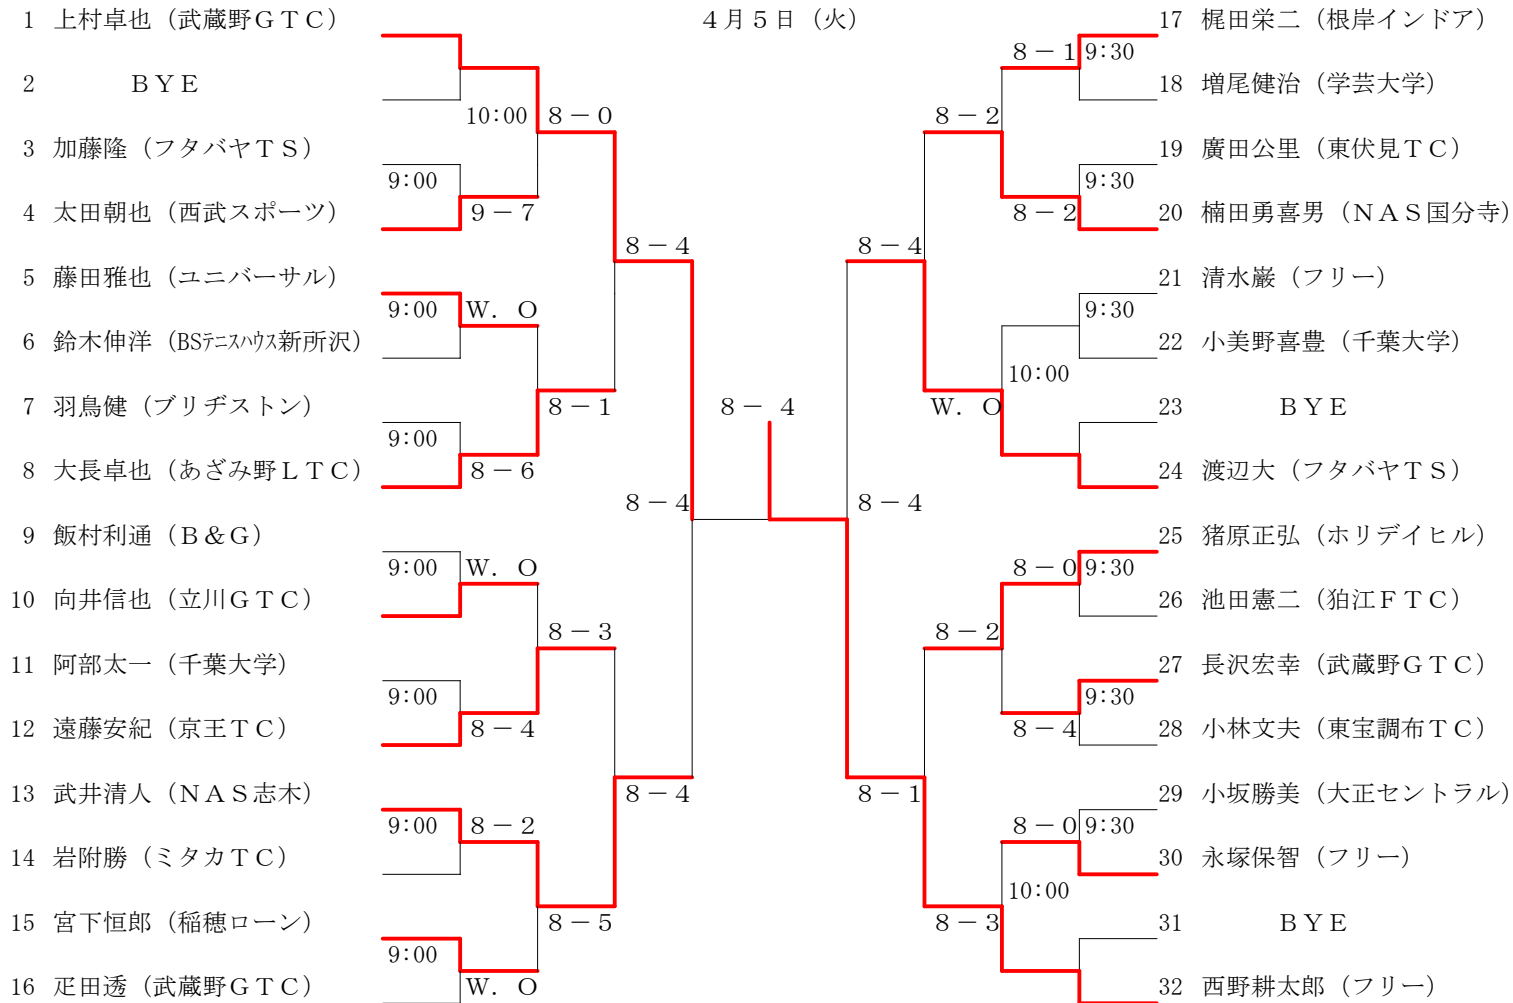 4月5日（火）
1 上村卓也（武蔵野ＧＴＣ）
2 ＢＹＥ
10:00 8－0
3 加藤隆（フタバヤＴＳ）
9:00
4 太田朝也（西武スポーツ） 9－7
8－4
5 藤田雅也（ユニバーサル）
9:00 W．O
6 鈴木伸洋（BSﾃﾆｽﾊｳｽ新所沢）
7 羽鳥健（ブリヂストン） 8－1
9:00
8 大長卓也（あざみ野ＬＴＣ） 8－6
8－4
9 飯村利通（Ｂ＆Ｇ）
9:00 W．O
10 向井信也（立川ＧＴＣ）
8－3
11 阿部太一（千葉大学）
9:00
12 遠藤安紀（京王ＴＣ） 8－4
13 武井清人（ＮＡＳ志木） 8－4
9:00 8－2
14 岩附勝（ミタカＴＣ）
15 宮下恒郎（稲穂ローン） 8－5
9:00
16 疋田透（武蔵野ＧＴＣ） W．O
8－ 4
17 梶田栄二（根岸インドア）
8－1 9:30
18 増尾健治（学芸大学）
8－2
19 廣田公里（東伏見ＴＣ）
9:30
8－2 20 楠田勇喜男（ＮＡＳ国分寺）
8－4
21 清水巌（フリー）
9:30
22 小美野喜豊（千葉大学）
10:00
W．O 23 ＢＹＥ
24 渡辺大（フタバヤＴＳ）
8－4
25 猪原正弘（ホリデイヒル）
8－0 9:30
26 池田憲二（狛江ＦＴＣ）
8－2
27 長沢宏幸（武蔵野ＧＴＣ）
9:30
8－4 28 小林文夫（東宝調布ＴＣ）
8－1 29 小坂勝美（大正セントラル）
8－0 9:30
30 永塚保智（フリー）
10:00
8－3 31 ＢＹＥ
32 西野耕太郎（フリー）